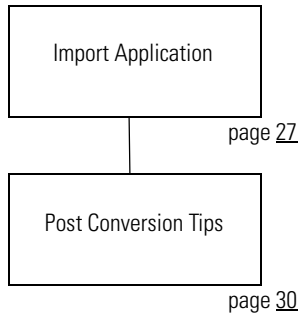 Import Application
page 27
Post Conversion Tips
page 30